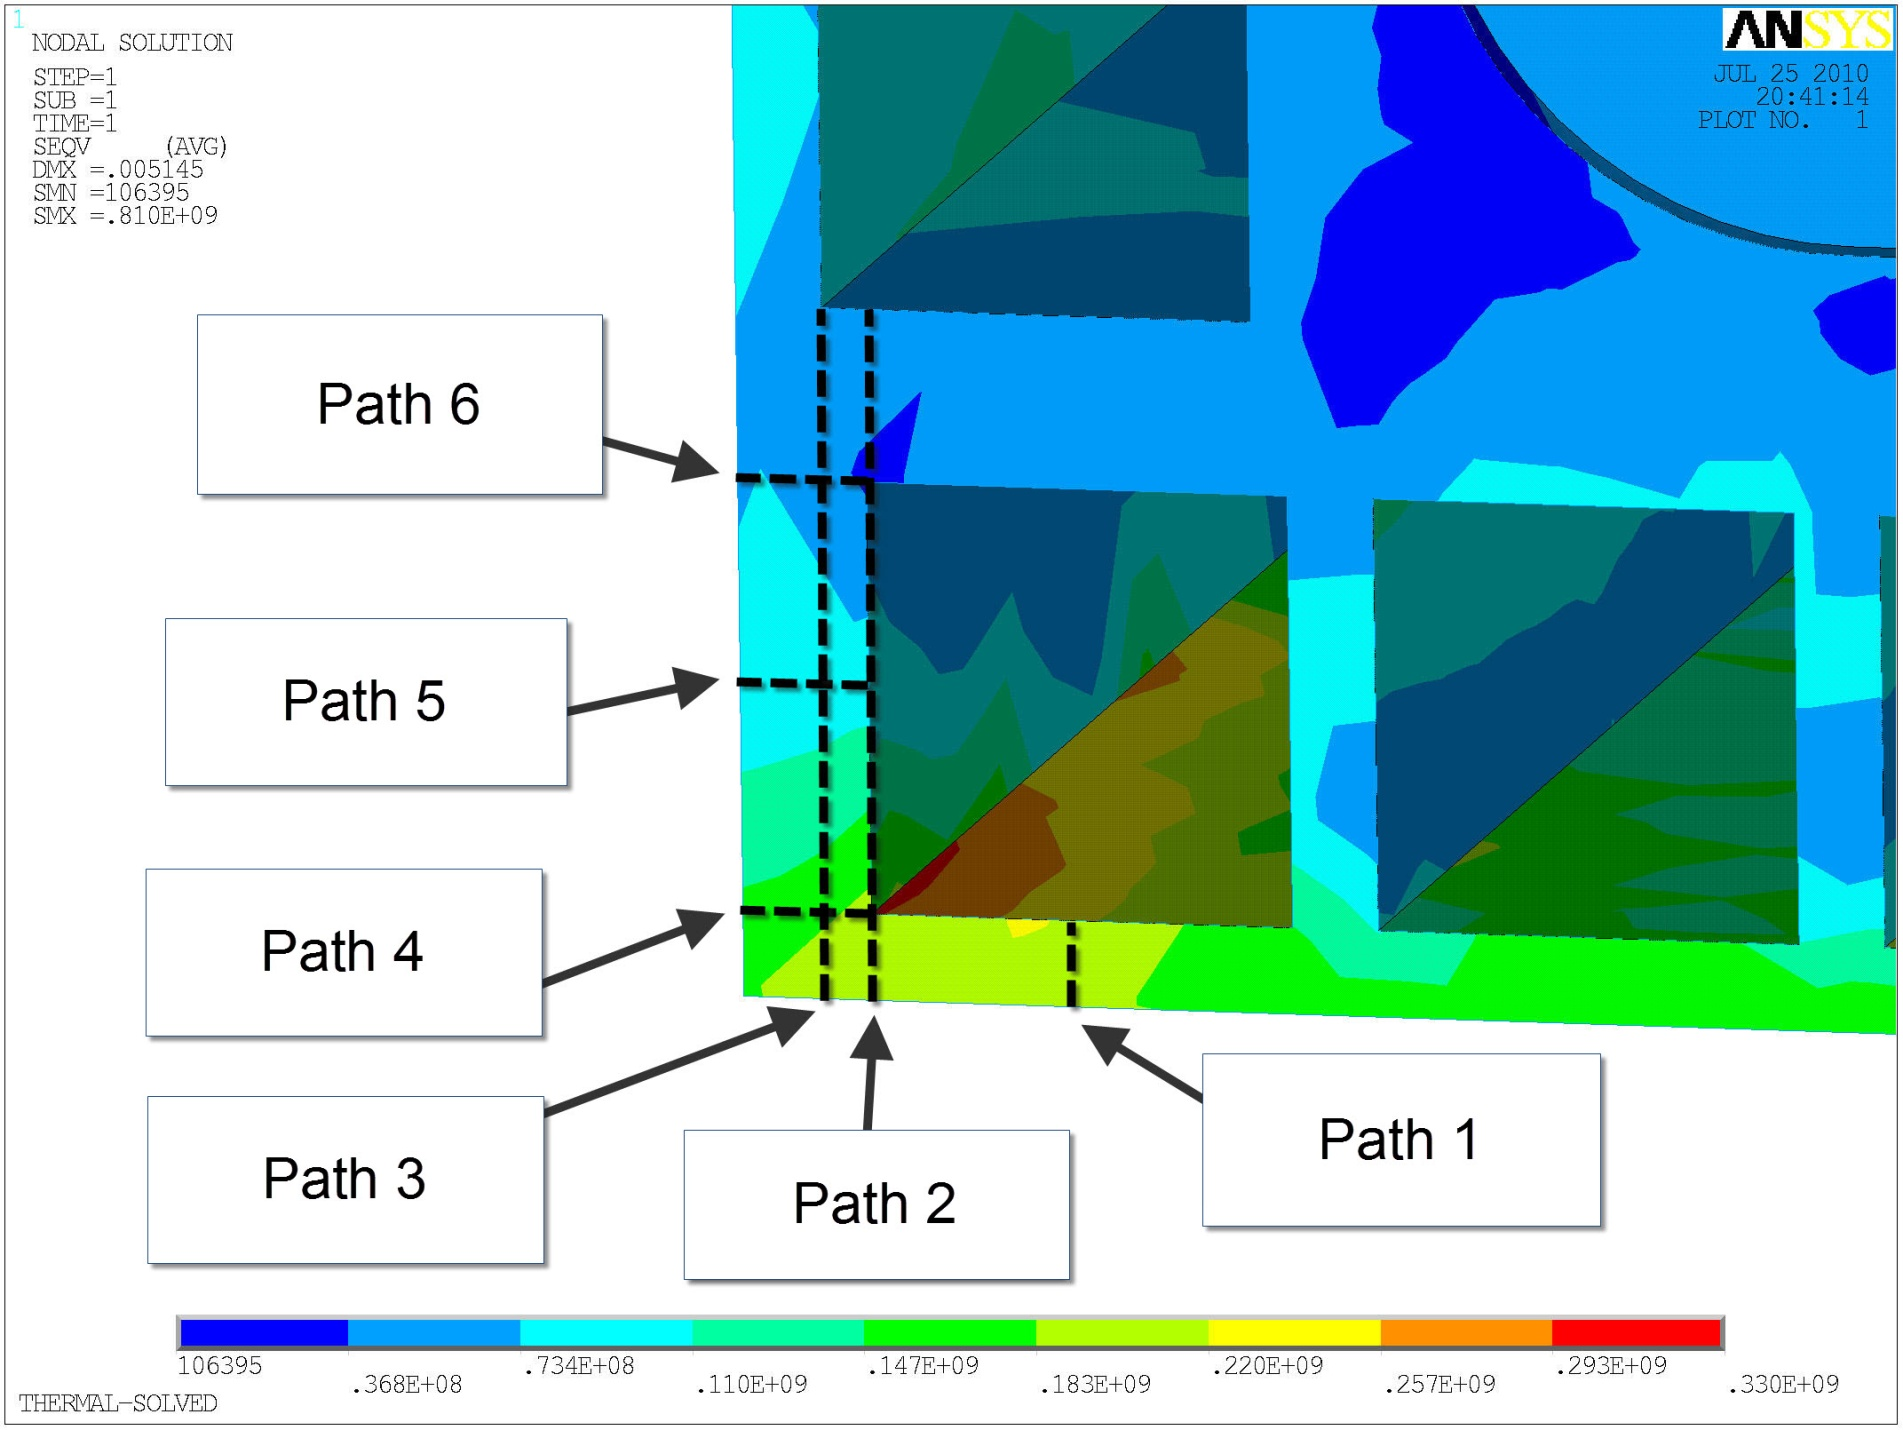 1
NODAL SOLUTION
STEP=1
SUB =1
TIME=1
SEQV (AVG)
DMX =.005145
SMN =106395
SMX =.810E+09
ANSYS
JUL 25 2010
20:41:14
PLOT NO. 1
Path 6
Path 5
Path 4
Path 3
Path 2
Path 1
106395 .734E+08 .147E+09 .220E+09 .293E+09
.368E+08 .110E+09 .183E+09 .257E+09 .330E+09
THERMAL-SOLVED